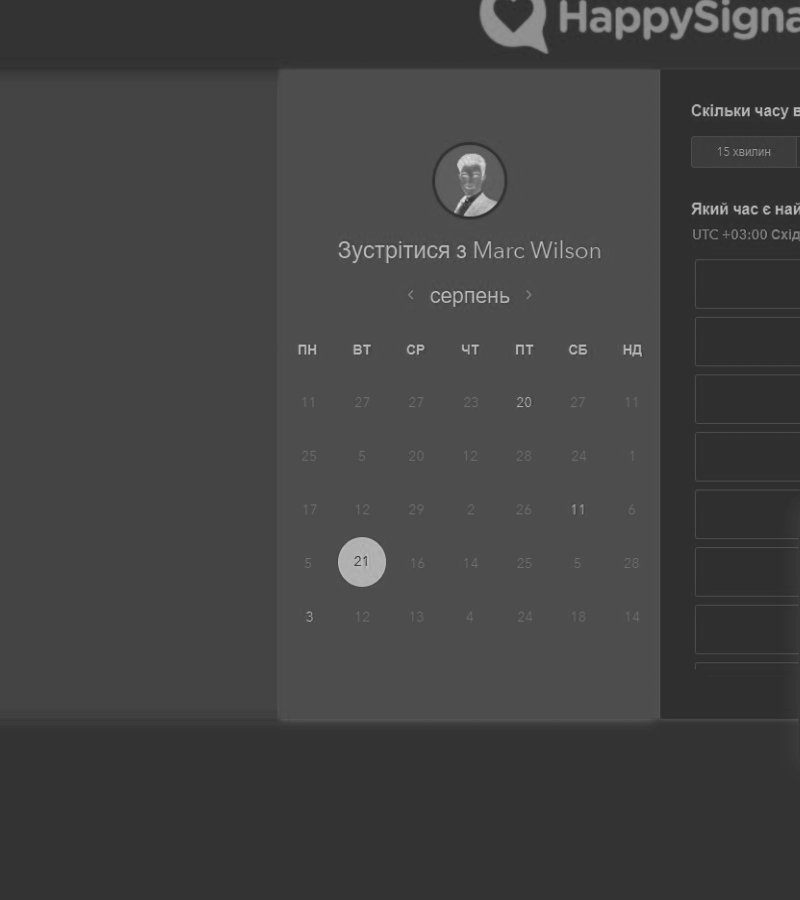 HappySigna
Зустрітися з Marc Wilson
серпень
ПН ВТ СР ЧТ ПТ СБ НД
11 27 27 23 20 27 11
25 5 20 12 28 24 1
17 12 29 2 26 11 6
5 21 16 14 25 5 28
3 12 13 4 24 18 14
Скільки часу в
15 хвилин
Який час є най
UTC +03:00 Схід